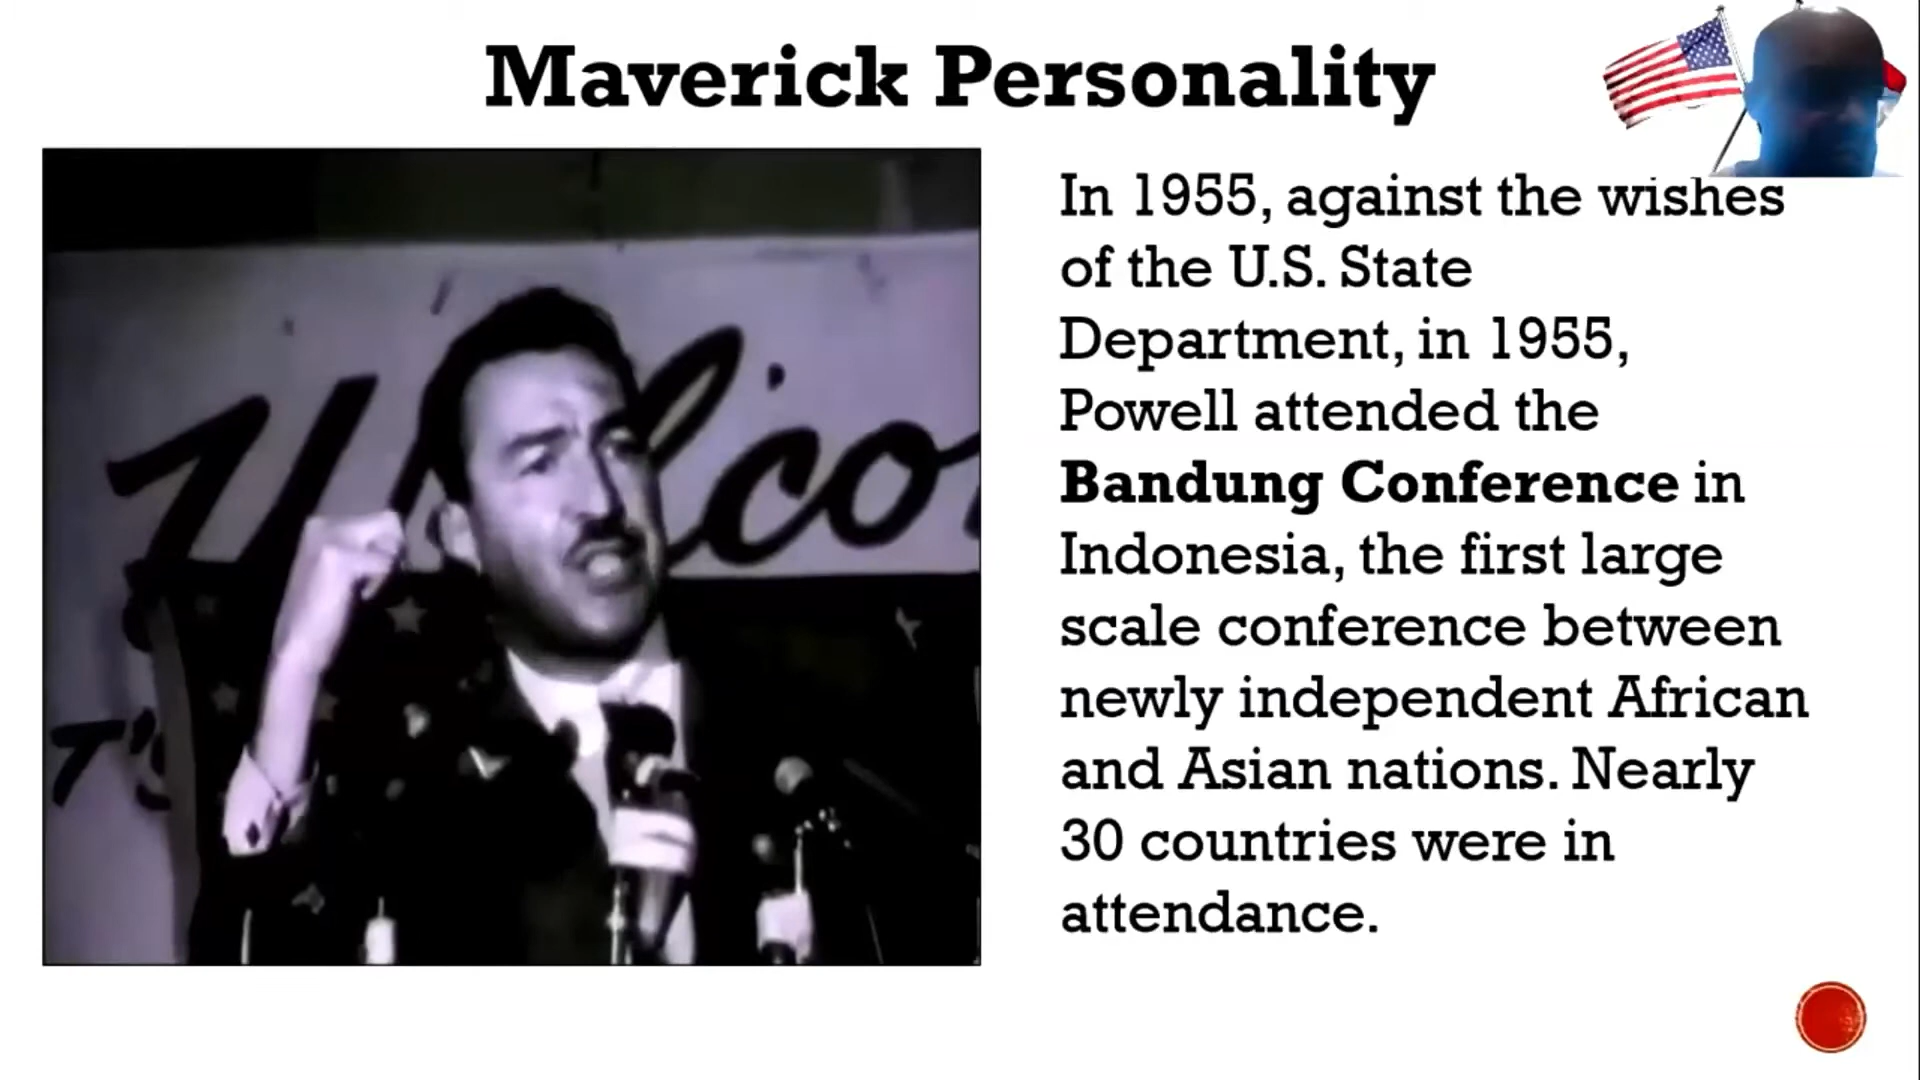 Maverick Personality
In 1955, against the wishes
of the U.S. State
Department, in 1955,
Powell attended the
Bandung Conference in
Indonesia, the first large
scale conference between
newly independent African
and Asian nations. Nearly
30 countries were in
attendance.